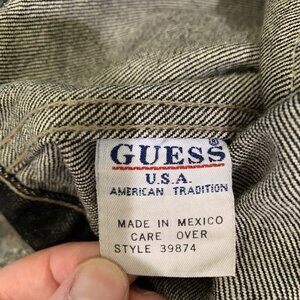 GUESS®
U.S.A.
AMERICAN TRADITION
MADE IN MEXICO
CARE OVER
STYLE 39874